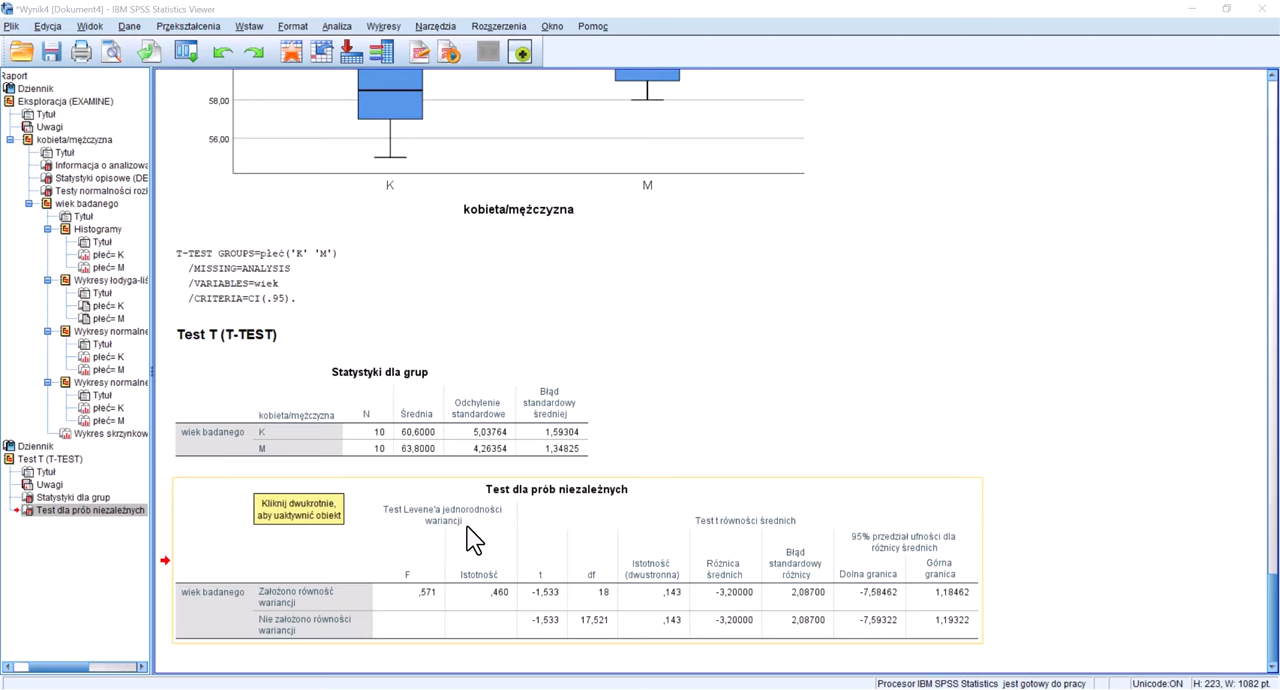 *Wynik4 [Dokument4] - IBM SPSS Statistics Viewer
Plik Edycja Widok Dane Przekształcenia Wstaw Format Analiza Wykresy Narzędzia Rozszerzenia Okno Pomoc
Raport
Dziennik
Eksploracja (EXAMINE)
Tytuł
Uwagi
kobieta/mężczyzna
Tytuł
Informacja o analizowa
Statystyki opisowe (DE
Testy normalności rozk
wiek badanego
Tytuł
Histogramy
Tytuł
płeć= K
płeć= M
Wykresy łodyga-liś
Tytuł
płeć= K
płeć= M
Wykresy normalne
Tytuł
płeć= K
płeć= M
Wykresy normalne
Tytuł
płeć= K
płeć= M
Wykres skrzynkow
Dziennik
Test T (T-TEST)
Tytuł
Uwagi
Statystyki dla grup
Test dla prób niezależnych
58,00
56,00
K M
kobieta/mężczyzna
T-TEST GROUPS=płeć('K' 'M')
/MISSING=ANALYSIS
/VARIABLES=wiek
/CRITERIA=CI(.95).
Test T (T-TEST)
Statystyki dla grup
kobieta/mężczyzna N Średnia Odchylenie standardowe Błąd standardowy średniej
wiek badanego K 10 60,6000 5,03764 1,59304
M 10 63,8000 4,26354 1,34825
Test dla prób niezależnych
Kliknij dwukrotnie,
aby uaktywnić obiekt
Test Levene'a jednorodności
wariancji
Test t równości średnich
95% przedział ufności dla
różnicy średnich
F Istotność t df Istotność (dwustronna) Różnica średnich Błąd standardowy różnicy Dolna granica Górna granica
wiek badanego Założono równość wariancji ,571 ,460 -1,533 18 ,143 -3,20000 2,08700 -7,58462 1,18462
Nie założono równości wariancji -1,533 17,521 ,143 -3,20000 2,08700 -7,59322 1,19322
Procesor IBM SPSS Statistics jest gotowy do pracy Unicode:ON H: 223, W: 1082 pt.